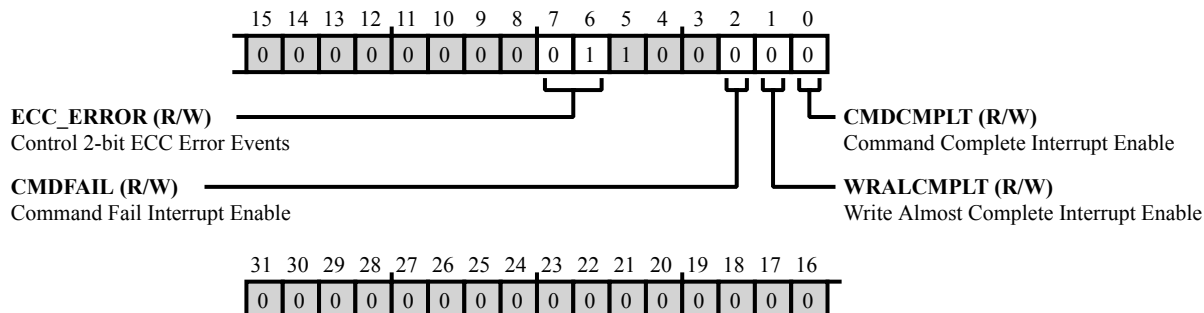 15 14 13 12 11 10 9 8 7 6 5 4 3 2 1 0
0 0 0 0 0 0 0 0 0 1 1 0 0 0 0 0
ECC_ERROR (R/W)
Control 2-bit ECC Error Events
CMDCMPLT (R/W)
Command Complete Interrupt Enable
CMDFAIL (R/W)
Command Fail Interrupt Enable
WRALCMPLT (R/W)
Write Almost Complete Interrupt Enable
31 30 29 28 27 26 25 24 23 22 21 20 19 18 17 16
0 0 0 0 0 0 0 0 0 0 0 0 0 0 0 0